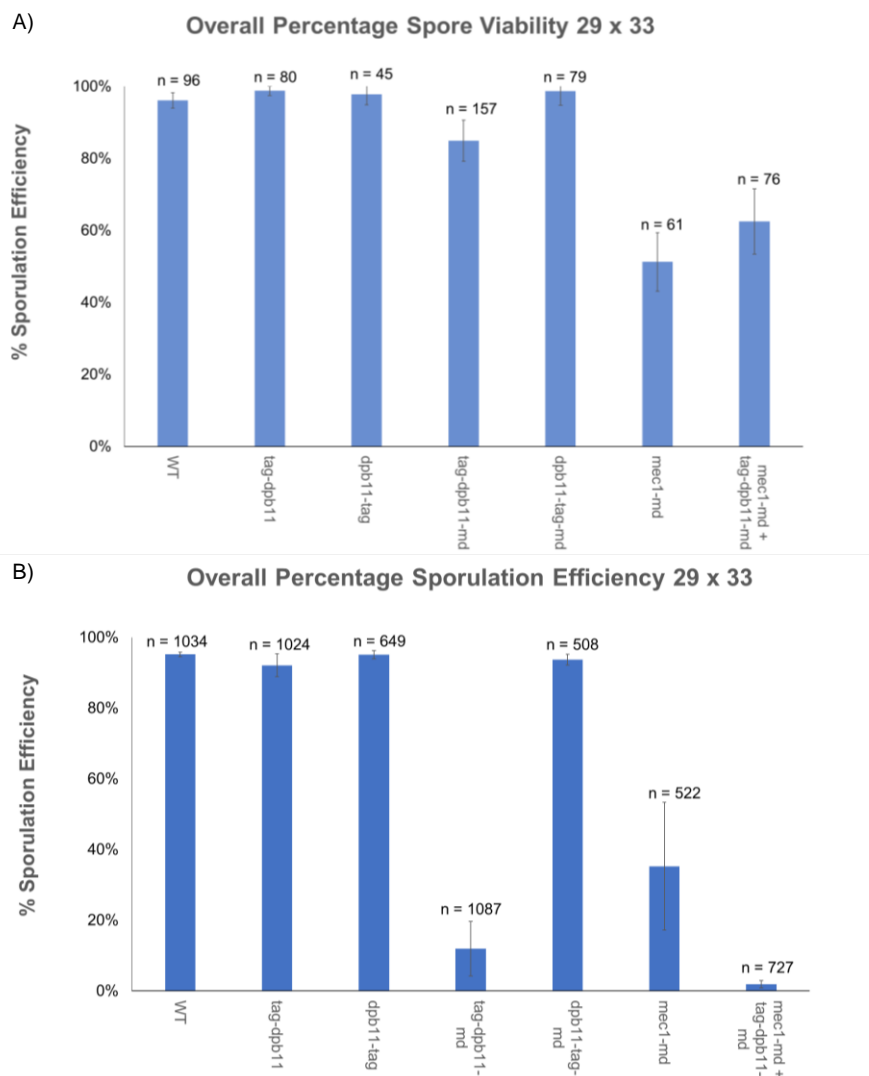 A)
Overall Percentage Spore Viability 29 x 33
% Sporulation Efficiency
100%
80%
60%
40%
20%
0%
n = 96
n = 80
n = 45
n = 157
n = 79
n = 61
n = 76
WT
tag-dpb11
dpb11-tag
tag-dpb11-md
dpb11-tag-md
mec1-md
mec1-md +
tag-dpb11-md
B)
Overall Percentage Sporulation Efficiency 29 x 33
% Sporulation Efficiency
100%
80%
60%
40%
20%
0%
n = 1034
n = 1024
n = 649
n = 1087
n = 508
n = 522
n = 727
WT
tag-dpb11
dpb11-tag
tag-dpb11-
md
dpb11-tag-
md
mec1-md
mec1-md +
tag-dpb11-
md